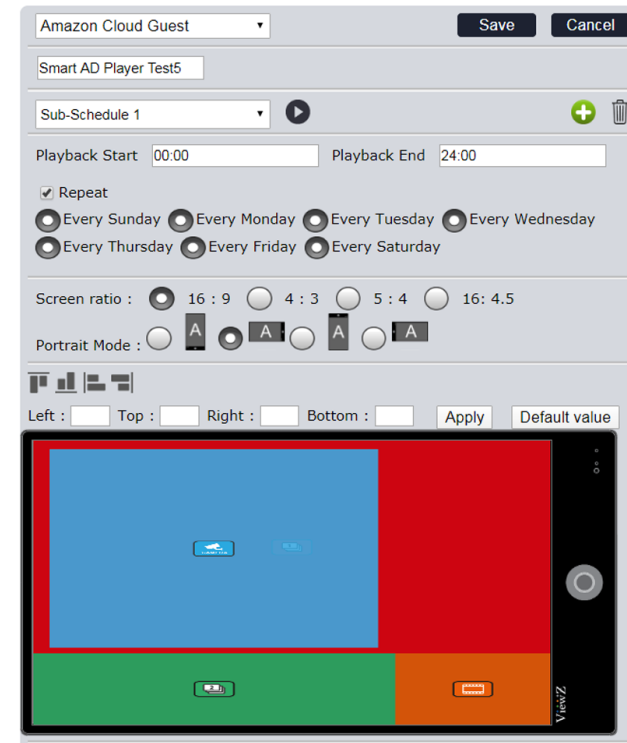 Amazon Cloud Guest Save Cancel
Smart AD Player Test5
Sub-Schedule 1
Playback Start 00:00 Playback End 24:00
Repeat
Every Sunday Every Monday Every Tuesday Every Wednesday
Every Thursday Every Friday Every Saturday
Screen ratio : 16 : 9 4 : 3 5 : 4 16: 4.5
Portrait Mode : A A A A
Left : Top : Right : Bottom : Apply Default value
ViewZ